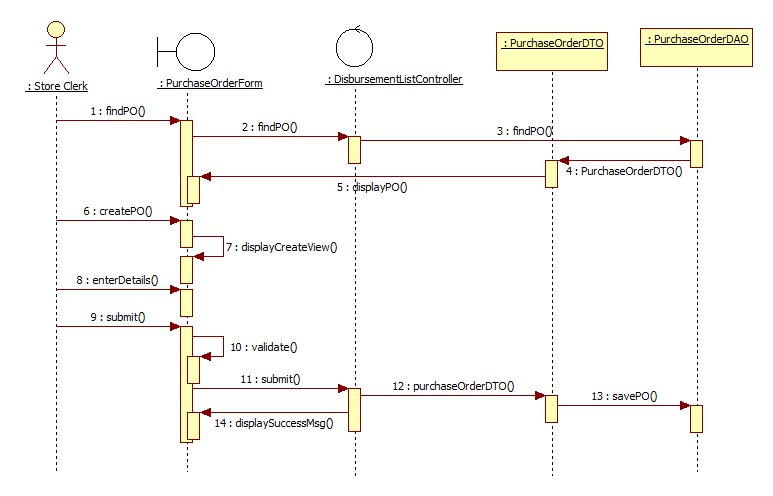 : Store Clerk
: PurchaseOrderForm
: DisbursementListController
: PurchaseOrderDTO
: PurchaseOrderDAO
1 : findPO()
2 : findPO()
3 : findPO()
4 : PurchaseOrderDTO()
5 : displayPO()
6 : createPO()
7 : displayCreateView()
8 : enterDetails()
9 : submit()
10 : validate()
11 : submit()
12 : purchaseOrderDTO()
13 : savePO()
14 : displaySuccessMsg()